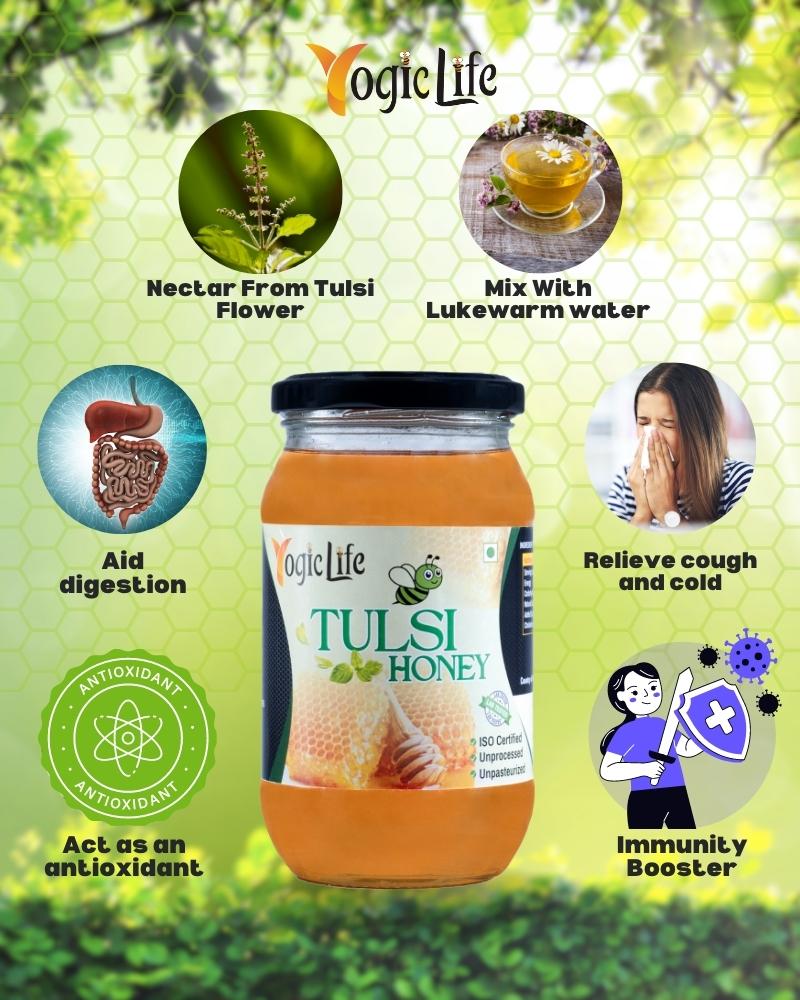 YogicLife
Nectar From Tulsi
Flower
Mix With
Lukewarm water
Aid
digestion
Relieve cough
and cold
YogicLife
TULSI
HONEY
ISO Certified
Unprocessed
Unpasteurized
ANTIOXIDANT
ANTIOXIDANT
Act as an
antioxidant
Immunity
Booster